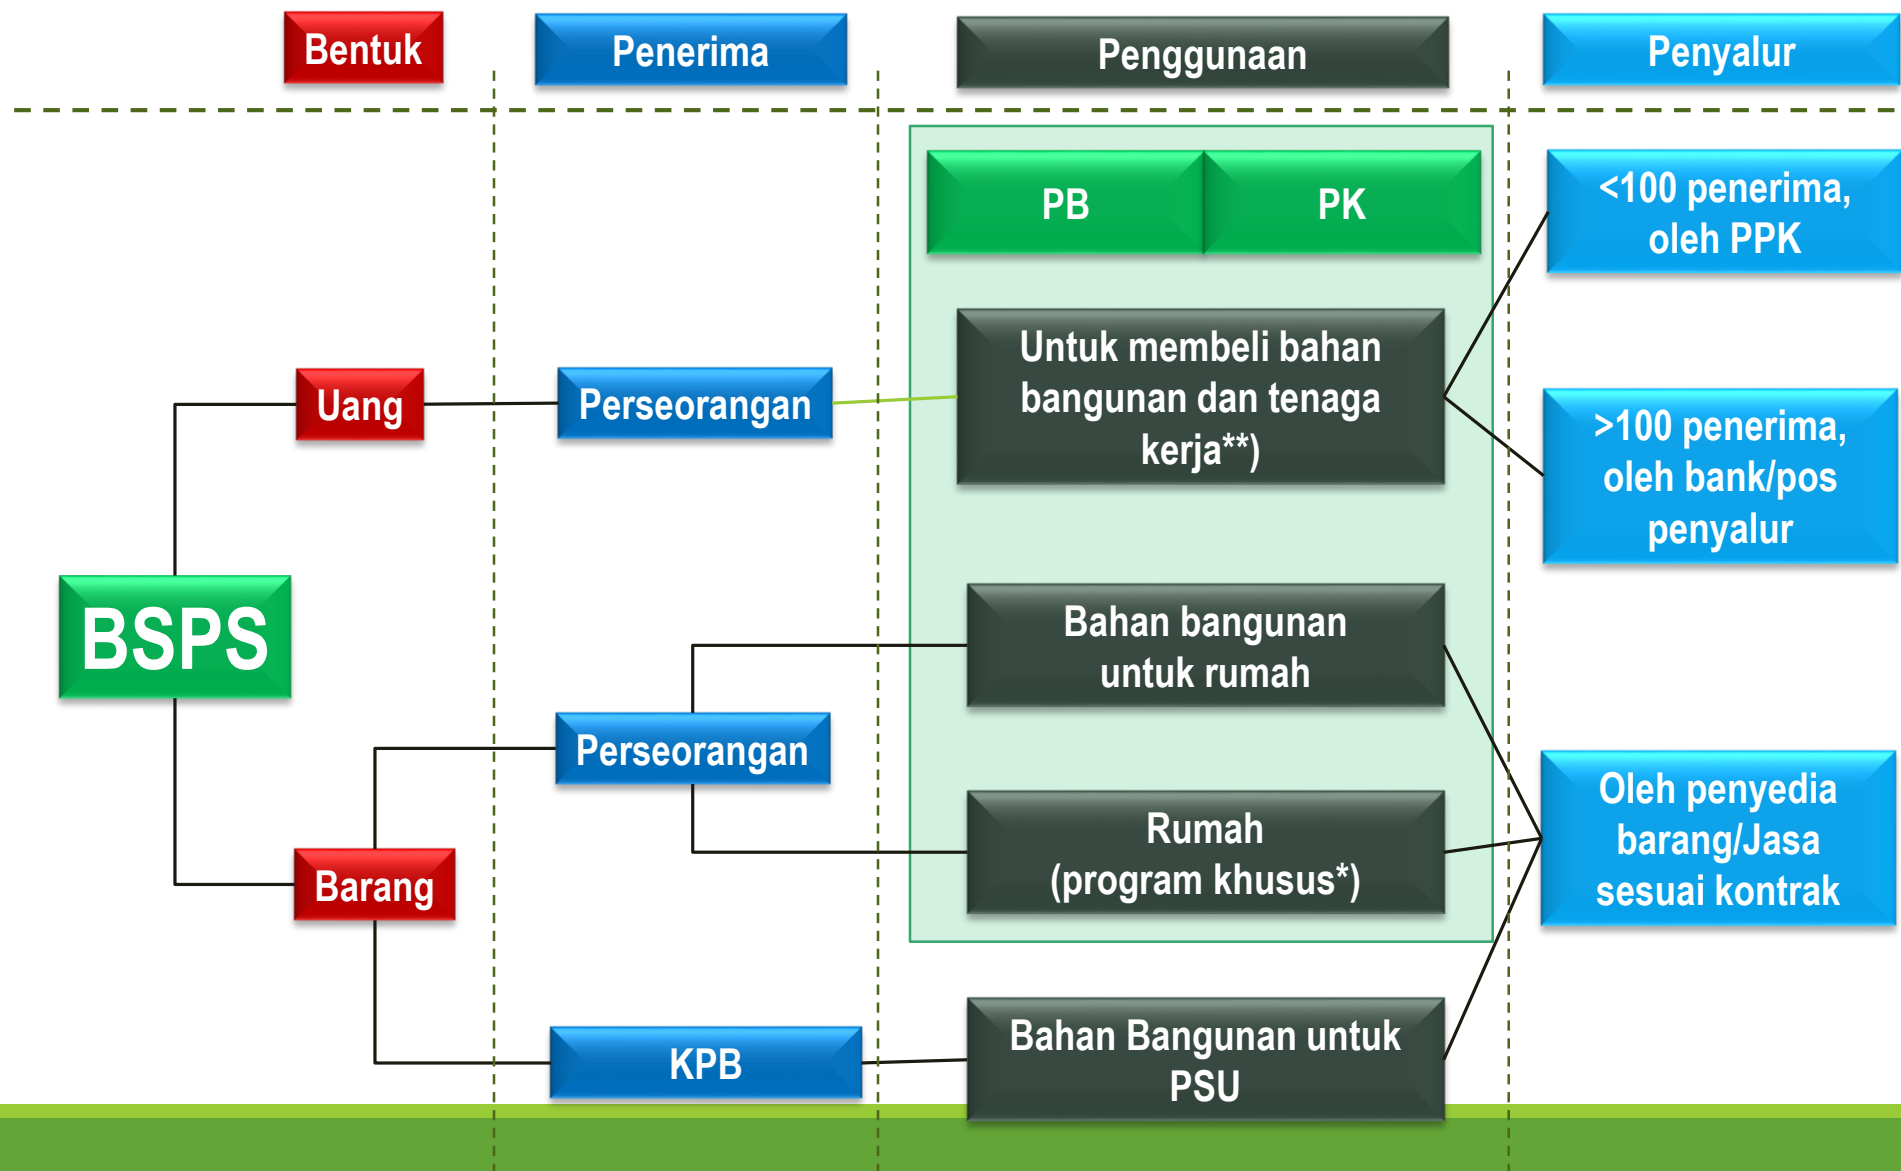 Bentuk
Penerima
Penggunaan
Penyalur
PB
PK
<100 penerima,
oleh PPK
Untuk membeli bahan
bangunan dan tenaga
kerja**)
Uang
Perseorangan
>100 penerima,
oleh bank/pos
penyalur
BSPS
Bahan bangunan
untuk rumah
Perseorangan
Rumah
(program khusus*)
Oleh penyedia
barang/Jasa
sesuai kontrak
Barang
KPB
Bahan Bangunan untuk
PSU